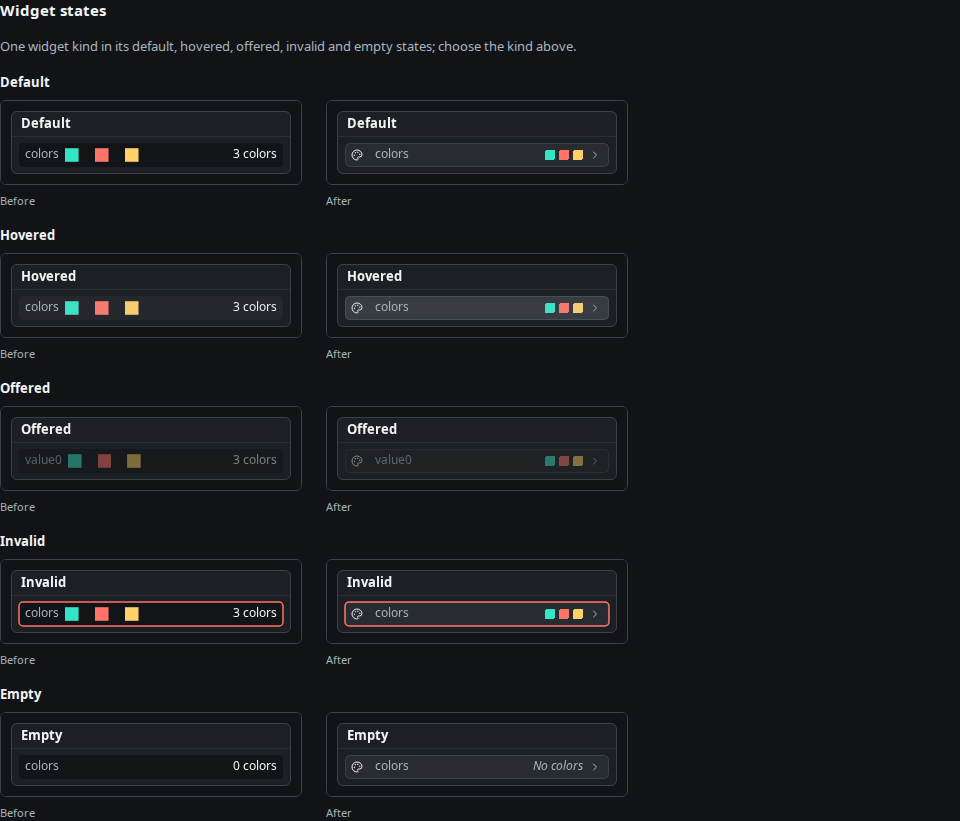 Widget states
One widget kind in its default, hovered, offered, invalid and empty states; choose the kind above.
Default
Default
colors 3 colors
Before
Default
colors
After
Hovered
Hovered
colors 3 colors
Before
Hovered
colors
After
Offered
Offered
value0 3 colors
Before
Offered
value0
After
Invalid
Invalid
colors 3 colors
Before
Invalid
colors
After
Empty
Empty
colors 0 colors
Before
Empty
colors No colors
After